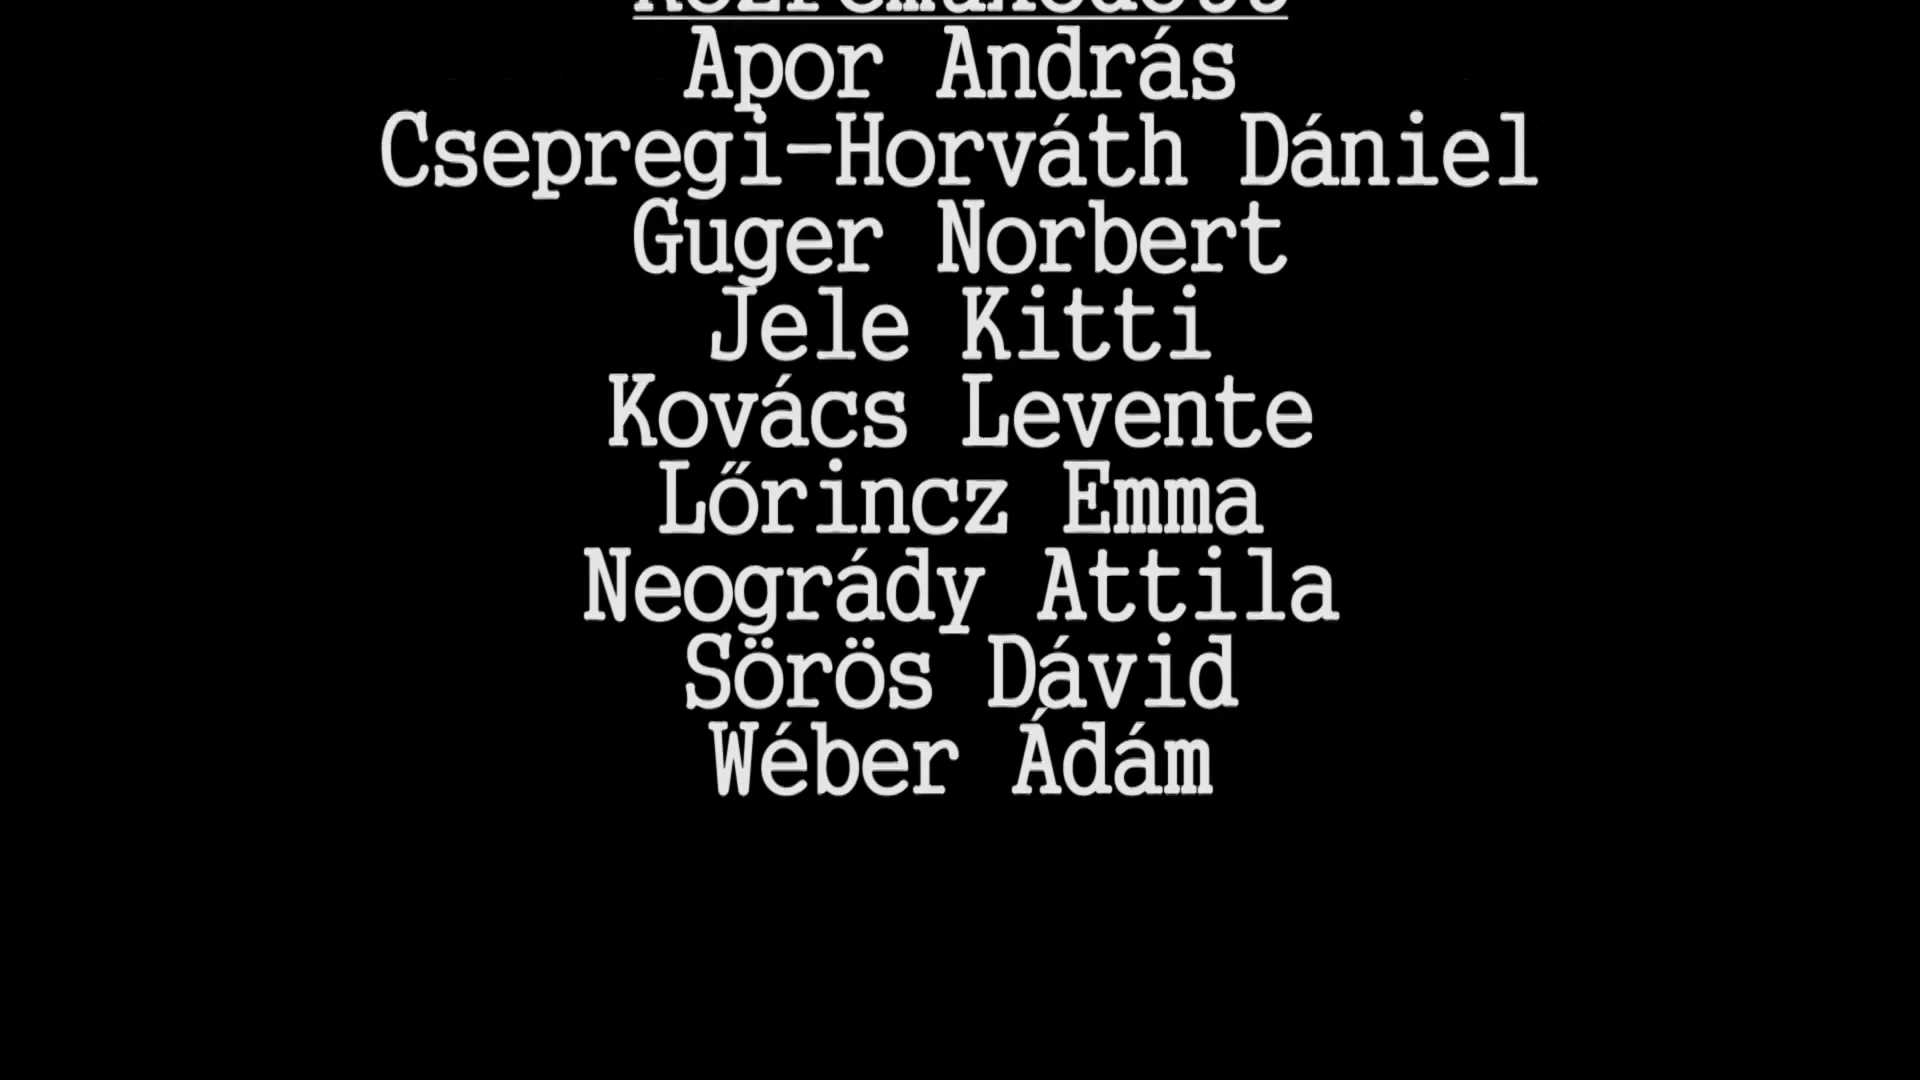 Közreműködött
Apor András
Csepregi-Horváth Dániel
Guger Norbert
Jele Kitti
Kovács Levente
Lőrincz Emma
Neogrády Attila
Sörös Dávid
Wéber Ádám